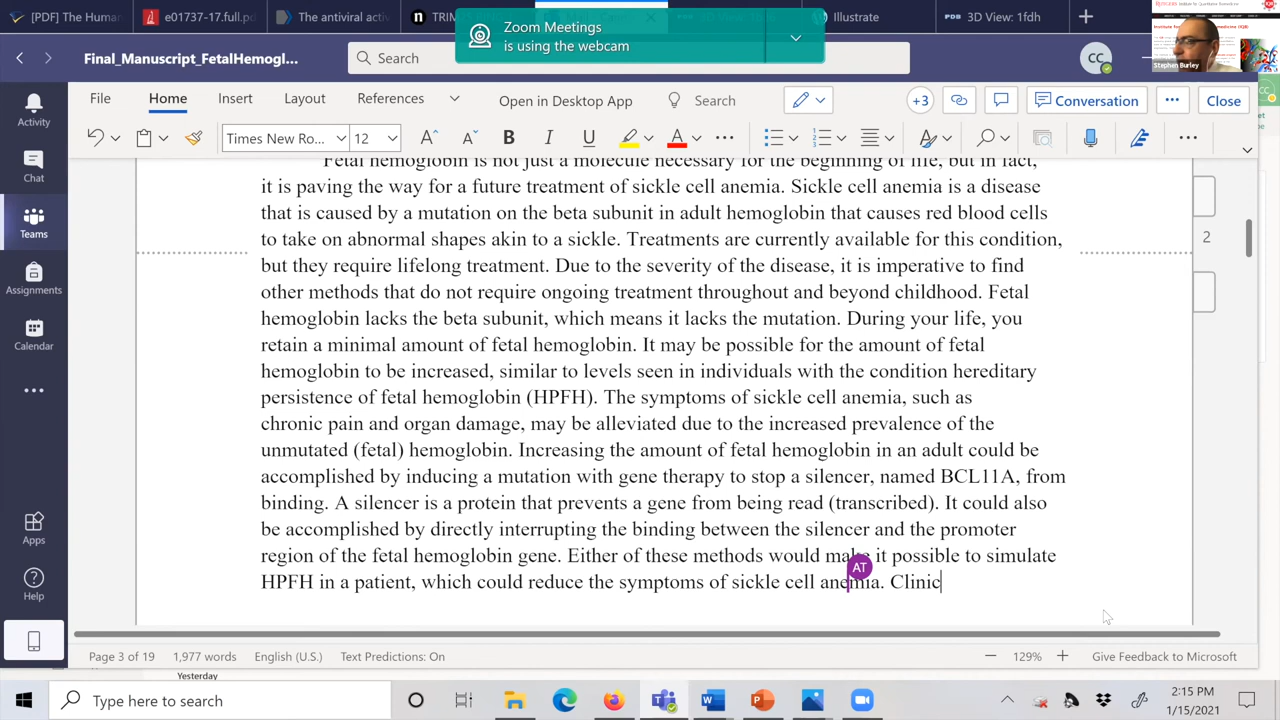 [PDF] The Human
e01737-17.full.pd
TRIM
Zoom Meetings
is using the webcam
Stephen Burley
CC
File
Home
Insert
Layout
References
Open in Desktop App
Search
+3
Conversation
Close
Activity
Times New Ro...
12
B
I
U
A
Chat
Teams
Assignments
Calendar
Apps
Help
2
Fetal hemoglobin is not just a molecule necessary for the beginning of life, but in fact,
it is paving the way for a future treatment of sickle cell anemia. Sickle cell anemia is a disease
that is caused by a mutation on the beta subunit in adult hemoglobin that causes red blood cells
to take on abnormal shapes akin to a sickle. Treatments are currently available for this condition,
but they require lifelong treatment. Due to the severity of the disease, it is imperative to find
other methods that do not require ongoing treatment throughout and beyond childhood. Fetal
hemoglobin lacks the beta subunit, which means it lacks the mutation. During your life, you
retain a minimal amount of fetal hemoglobin. It may be possible for the amount of fetal
hemoglobin to be increased, similar to levels seen in individuals with the condition hereditary
persistence of fetal hemoglobin (HPFH). The symptoms of sickle cell anemia, such as
chronic pain and organ damage, may be alleviated due to the increased prevalence of the
unmutated (fetal) hemoglobin. Increasing the amount of fetal hemoglobin in an adult could be
accomplished by inducing a mutation with gene therapy to stop a silencer, named BCL11A, from
binding. A silencer is a protein that prevents a gene from being read (transcribed). It could also
be accomplished by directly interrupting the binding between the silencer and the promoter
region of the fetal hemoglobin gene. Either of these methods would make it possible to simulate
HPFH in a patient, which could reduce the symptoms of sickle cell anemia. Clinic
AT
Page 3 of 19
1,977 words
English (U.S.)
Text Predictions: On
129%
Give Feedback to Microsoft
Yesterday
Type here to search
2:15 PM
1/15/2021